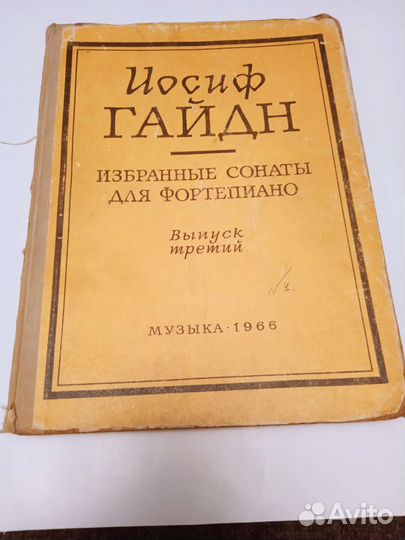 Иосиф
ГАЙДН
ИЗБРАННЫЕ СОНАТЫ
ДЛЯ ФОРТЕПИАНО
Выпуск
третий
МУЗЫКА · 1966
Avito